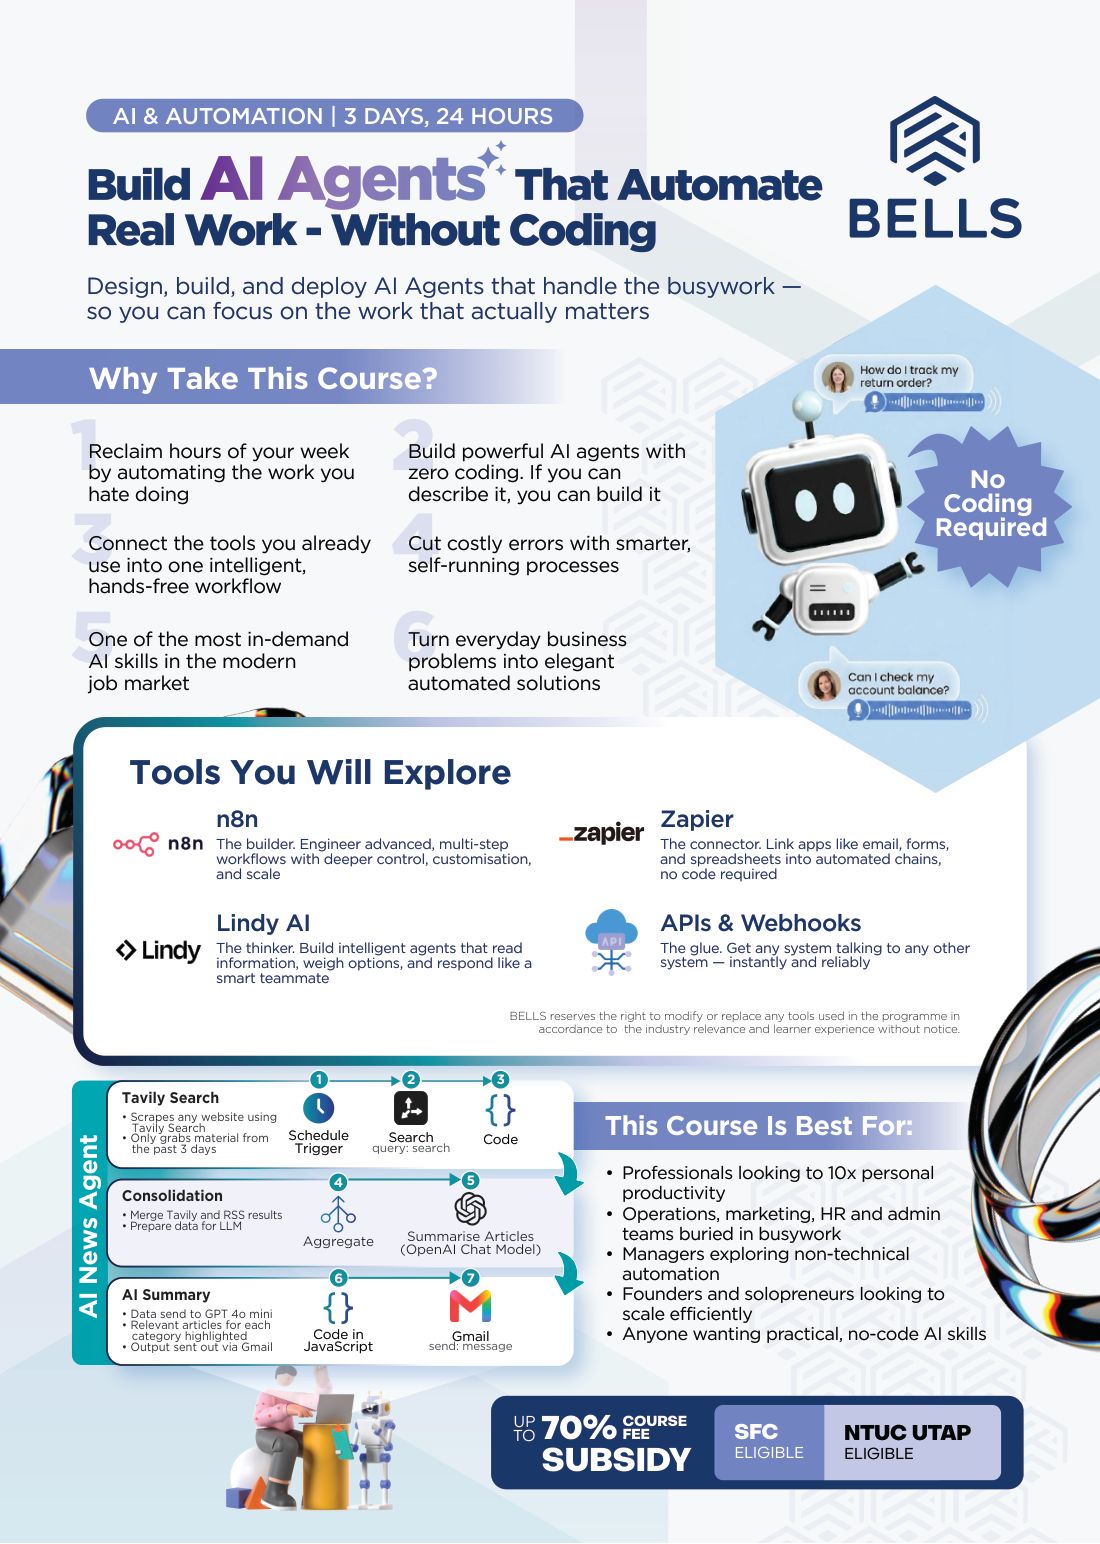 AI & AUTOMATION | 3 DAYS, 24 HOURS
Build AI Agents That Automate
Real Work - Without Coding
BELLS
Design, build, and deploy AI Agents that handle the busywork —
so you can focus on the work that actually matters
Why Take This Course?
1
Reclaim hours of your week
by automating the work you
hate doing
2
Build powerful AI agents with
zero coding. If you can
describe it, you can build it
3
Connect the tools you already
use into one intelligent,
hands-free workflow
4
Cut costly errors with smarter,
self-running processes
5
One of the most in-demand
AI skills in the modern
job market
6
Turn everyday business
problems into elegant
automated solutions
How do I track my
return order?
No
Coding
Required
Can I check my
account balance?
Tools You Will Explore
n8n
n8n
The builder. Engineer advanced, multi-step
workflows with deeper control, customisation,
and scale
_zapier
Zapier
The connector. Link apps like email, forms,
and spreadsheets into automated chains,
no code required
Lindy
Lindy AI
The thinker. Build intelligent agents that read
information, weigh options, and respond like a
smart teammate
API
APIs & Webhooks
The glue. Get any system talking to any other
system — instantly and reliably
BELLS reserves the right to modify or replace any tools used in the programme in
accordance to the industry relevance and learner experience without notice.
AI News Agent
Tavily Search
• Scrapes any website using
Tavily Search
• Only grabs material from
the past 3 days
1
Schedule
Trigger
2
Search
query: search
3
Code
Consolidation
• Merge Tavily and RSS results
• Prepare data for LLM
4
Aggregate
5
Summarise Articles
(OpenAI Chat Model)
AI Summary
• Data send to GPT 4o mini
• Relevant articles for each
category highlighted
• Output sent out via Gmail
6
Code in
JavaScript
7
Gmail
send: message
This Course Is Best For:
• Professionals looking to 10x personal
productivity
• Operations, marketing, HR and admin
teams buried in busywork
• Managers exploring non-technical
automation
• Founders and solopreneurs looking to
scale efficiently
• Anyone wanting practical, no-code AI skills
UP TO 70% COURSE FEE
SUBSIDY
SFC
ELIGIBLE
NTUC UTAP
ELIGIBLE